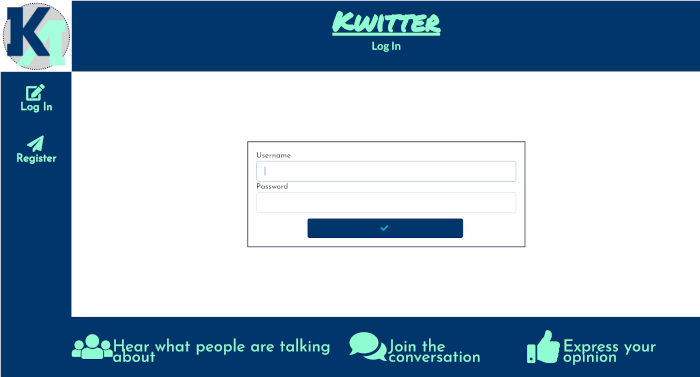 KM
Kwitter
Log In
Log In
Register
Username
Password
Hear what people are talking
about
Join the
conversation
Express your
opinion